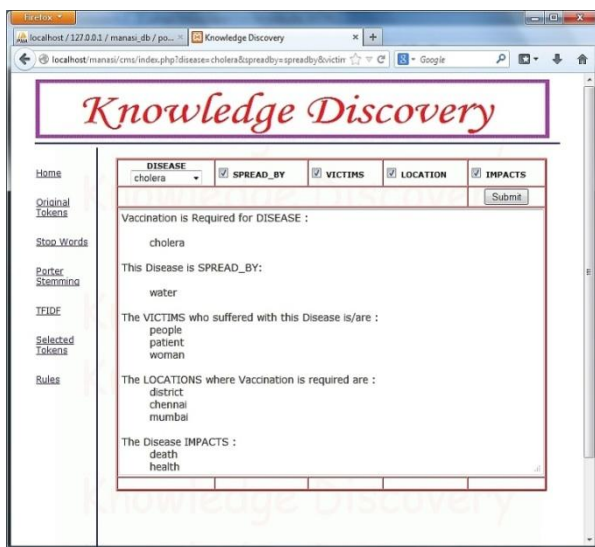 Firefox
localhost / 127.0.0.1 / manasi_db / po...
Knowledge Discovery
localhost/manasi/cms/index.php?disease=cholera&spreadby=spreadby&victim
Google
Knowledge Discovery
Home
Original
Tokens
Stop Words
Porter
Stemming
TFIDF
Selected
Tokens
Rules
DISEASE
cholera
SPREAD_BY
VICTIMS
LOCATION
IMPACTS
Submit
Vaccination is Required for DISEASE :
cholera
This Disease is SPREAD_BY:
water
The VICTIMS who suffered with this Disease is/are :
people
patient
woman
The LOCATIONS where Vaccination is required are :
district
chennai
mumbai
The Disease IMPACTS :
death
health
Knowledge Discovery